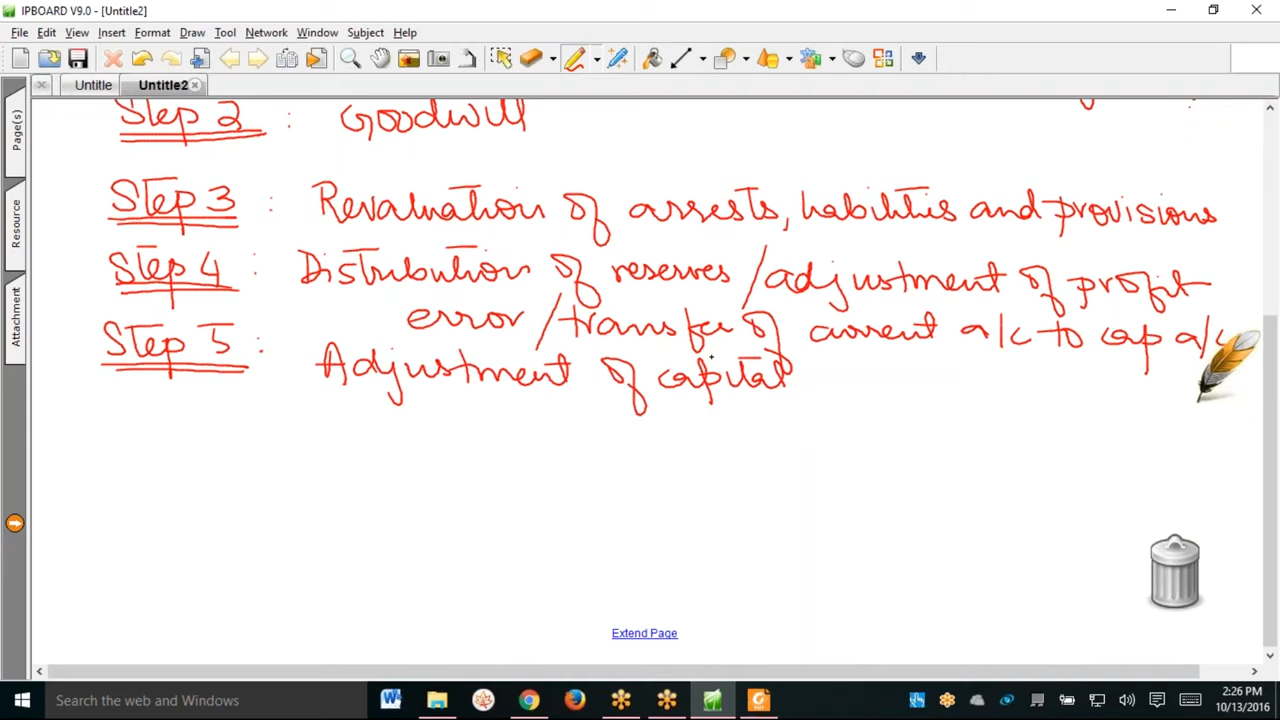 IPBOARD V9.0 - [Untitle2]
File Edit View Insert Format Draw Tool Network Window Subject Help
Untitle Untitle2
Page(s)
Resource
Attachment
Step 2 : Goodwill
Step 3 : Revaluation of assests, liabilities and provisions
Step 4 : Distribution of reserves / adjustment of profit
error / transfer of current a/c to cap a/c
Step 5 : Adjustment of capital
Extend Page
Search the web and Windows
2:26 PM
10/13/2016